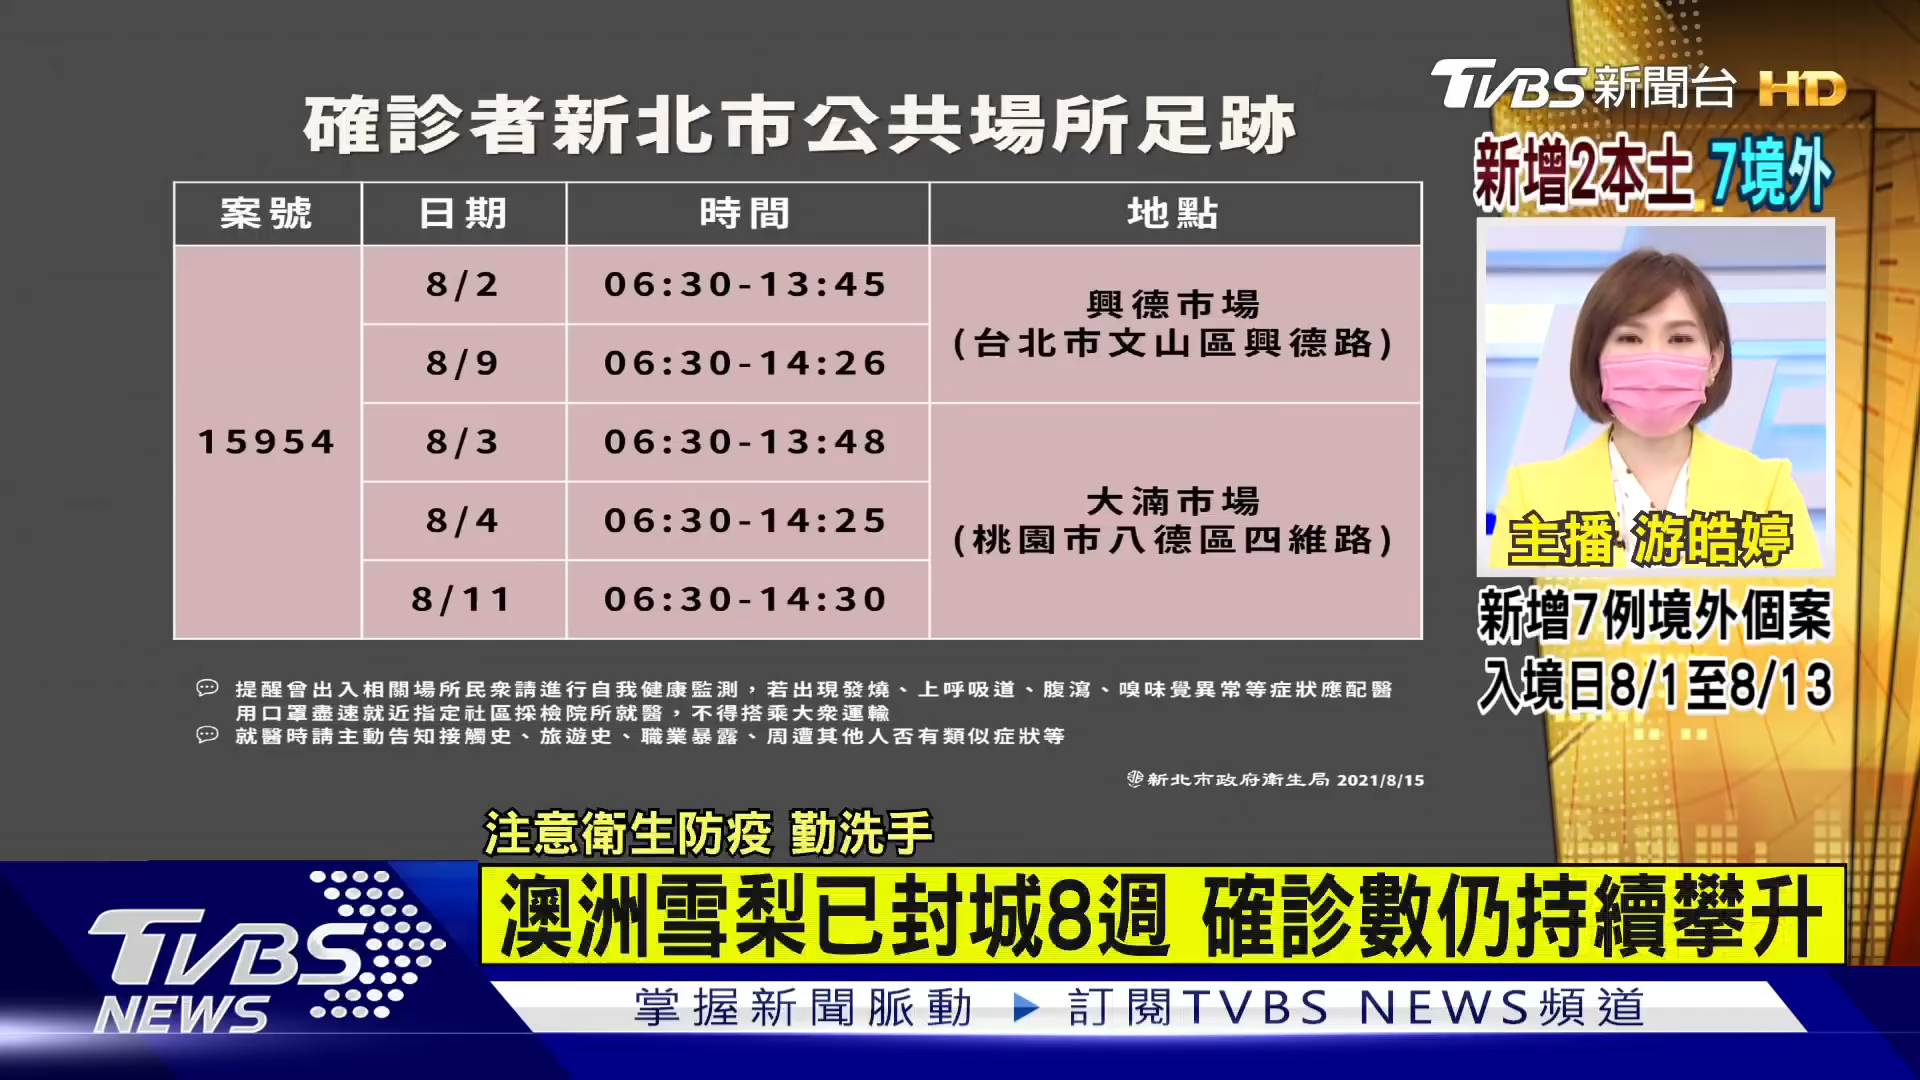 TVBS新聞台 HD
新增2本土 7境外
主播 游皓婷
新增7例境外個案
入境日8/1至8/13
確診者新北市公共場所足跡
案號 日期 時間 地點
15954
8/2 06:30-13:45
8/9 06:30-14:26
興德市場
(台北市文山區興德路)
8/3 06:30-13:48
8/4 06:30-14:25
8/11 06:30-14:30
大湳市場
(桃園市八德區四維路)
提醒曾出入相關場所民眾請進行自我健康監測，若出現發燒、上呼吸道、腹瀉、嗅味覺異常等症狀應配醫
用口罩盡速就近指定社區採檢院所就醫，不得搭乘大眾運輸
就醫時請主動告知接觸史、旅遊史、職業暴露、周遭其他人否有類似症狀等
新北市政府衛生局 2021/8/15
注意衛生防疫 勤洗手
澳洲雪梨已封城8週 確診數仍持續攀升
TVBS
NEWS
掌握新聞脈動 ▶ 訂閱TVBS NEWS頻道